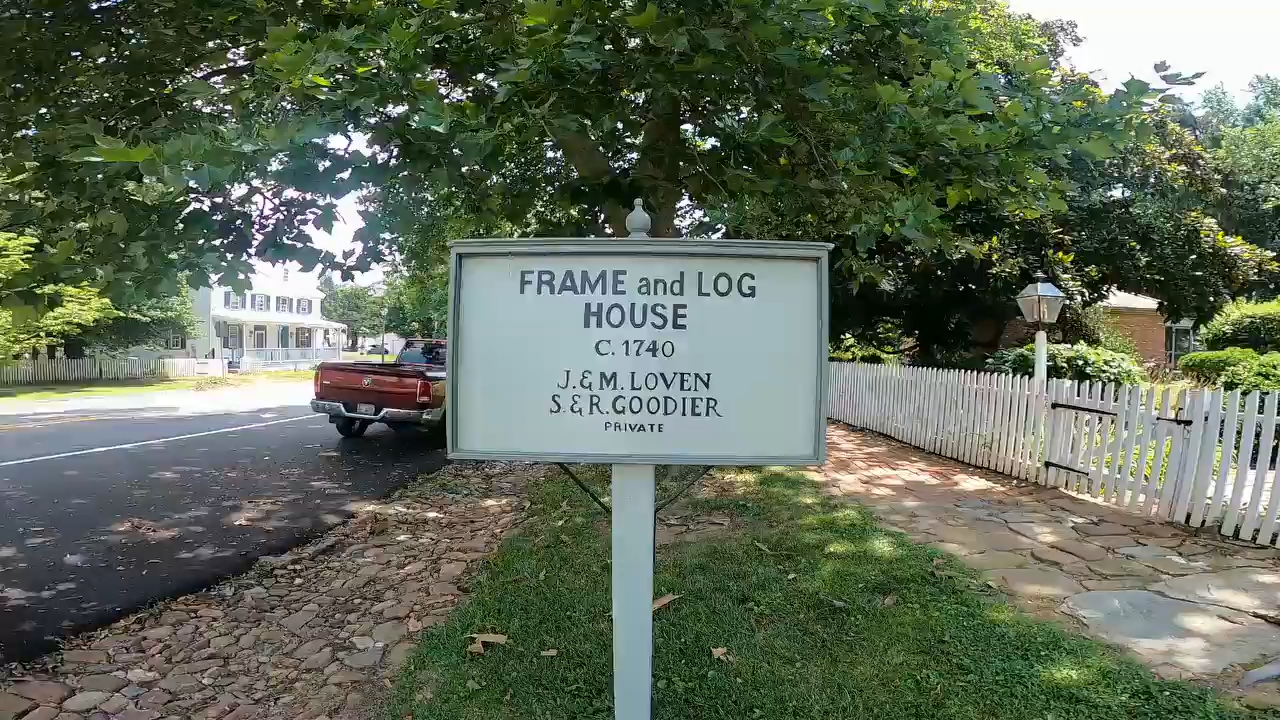 FRAME and LOG
HOUSE
C. 1740
J. & M. LOVEN
S. & R. GOODIER
PRIVATE